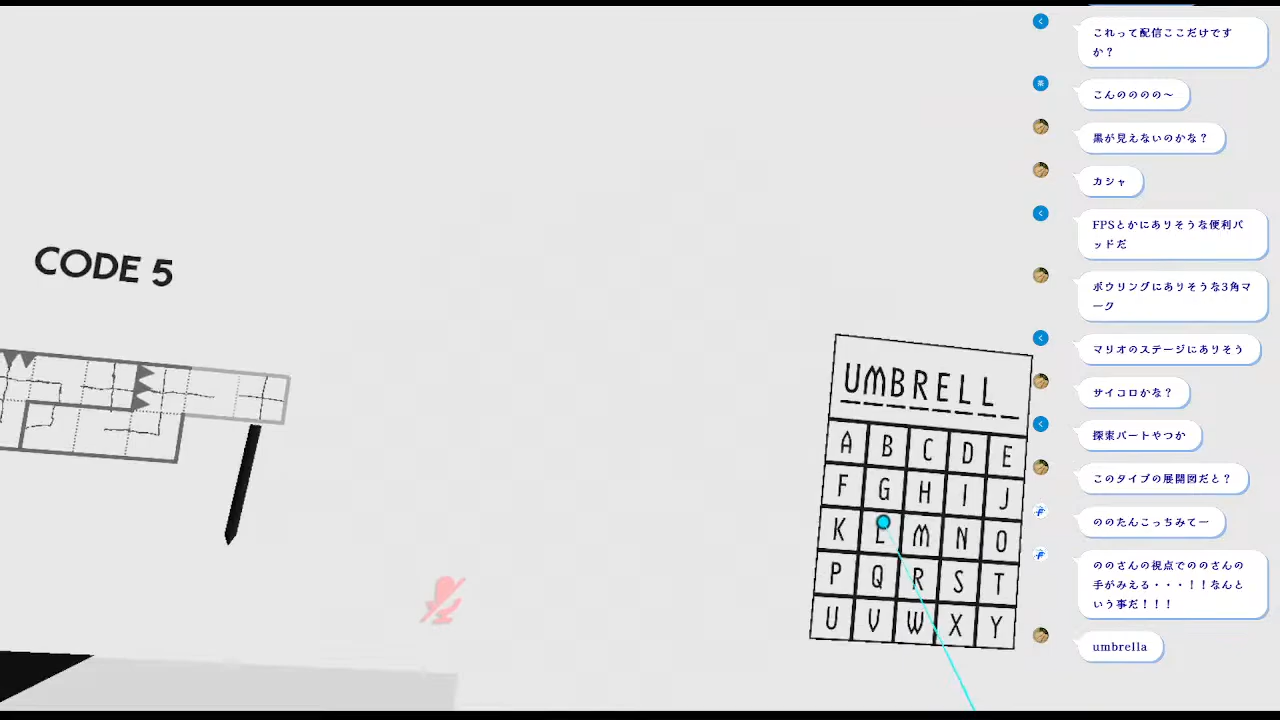 CODE 5
UMBRELL
A B C D E
F G H I J
K L M N O
P Q R S T
U V W X Y
く
これって配信ここだけです
か？
茶
こんのののの～
黒が見えないのかな？
カシャ
く
FPSとかにありそうな便利パ
ッドだ
ボウリングにありそうな3角マ
ーク
く
マリオのステージにありそう
サイコロかな？
く
探索パートやつか
このタイプの展開図だと？
ののたんこっちみてー
ののさんの視点でののさんの
手がみえる・・・！！なんと
いう事だ！！！
umbrella